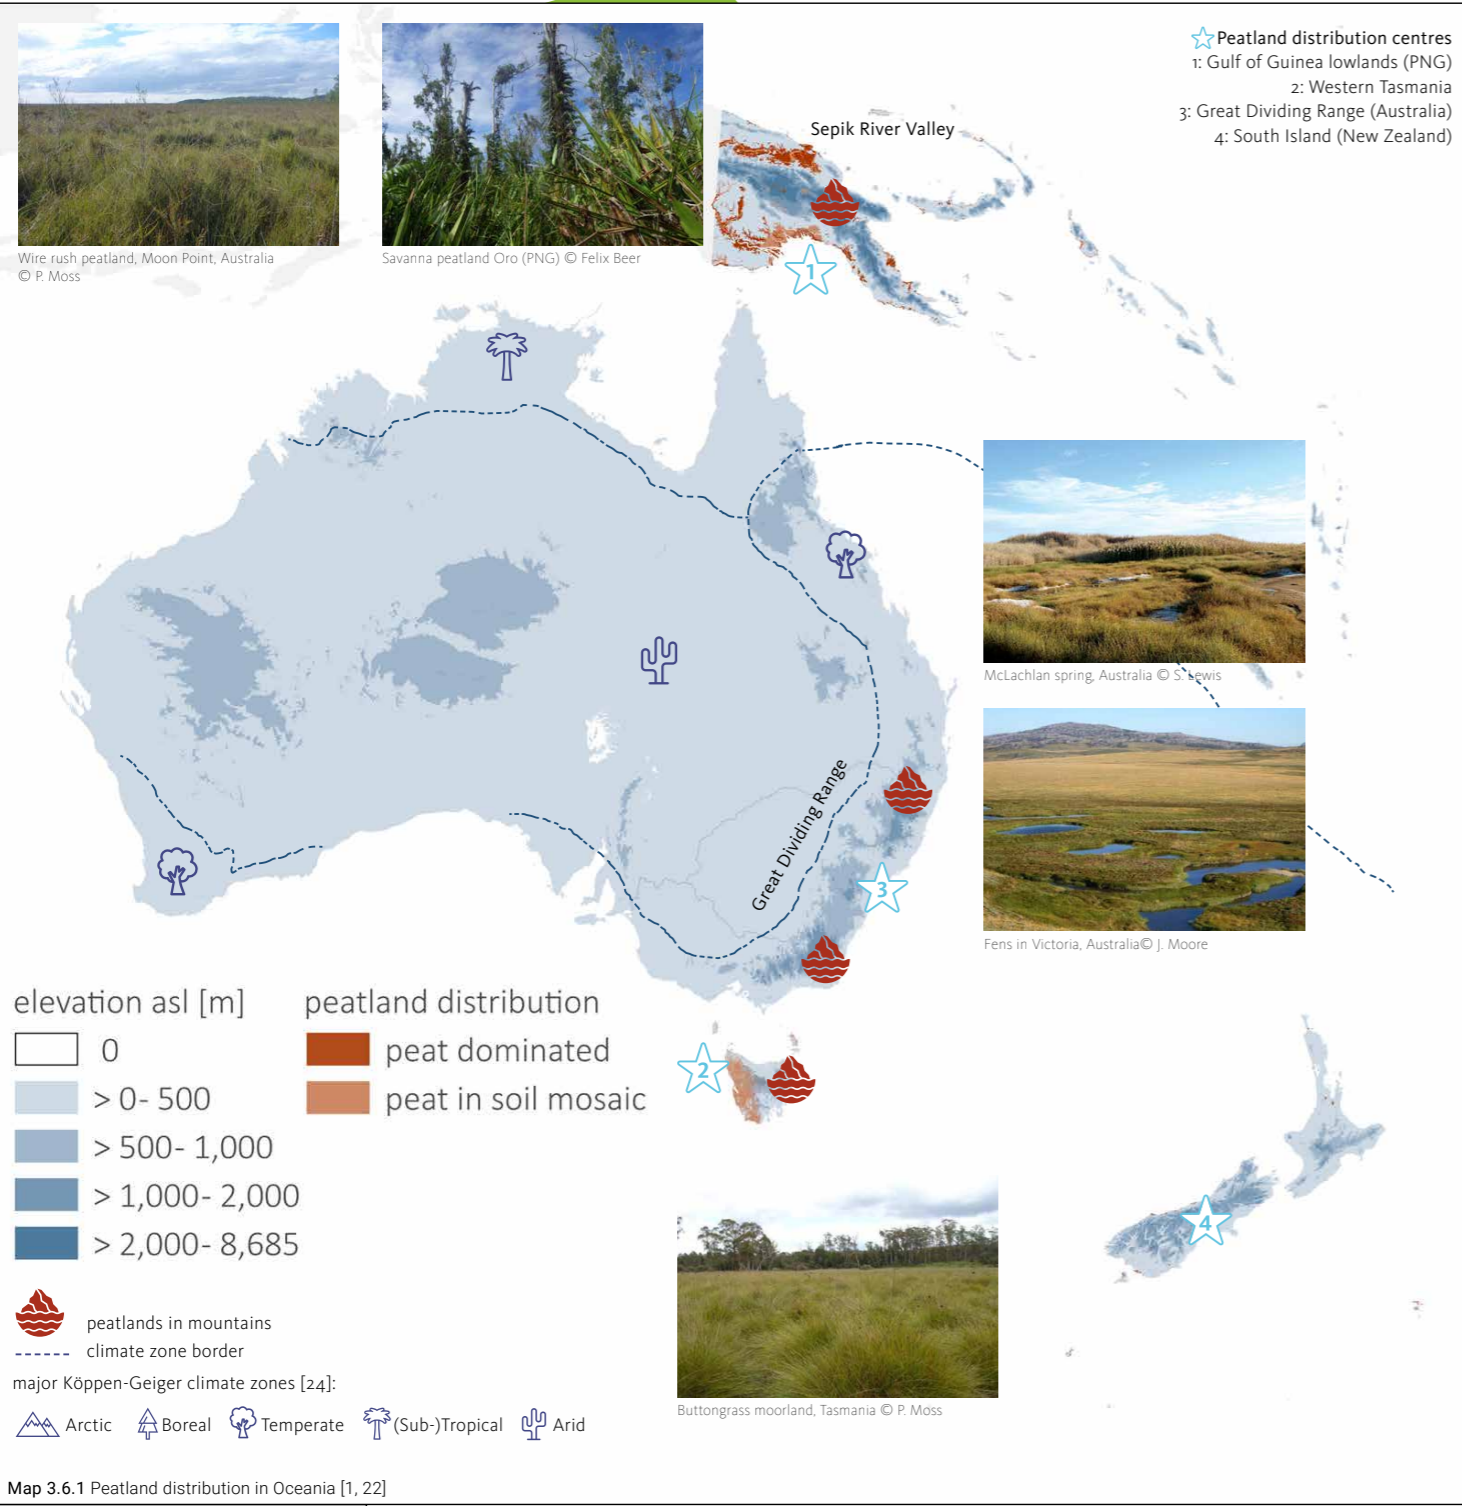 ☆Peatland distribution centres
1: Gulf of Guinea lowlands (PNG)
2: Western Tasmania
3: Great Dividing Range (Australia)
4: South Island (New Zealand)
Sepik River Valley
Wire rush peatland, Moon Point, Australia
© P. Moss
Savanna peatland Oro (PNG) © Felix Beer
1
McLachlan spring, Australia © S. Lewis
Great Dividing Range
3
Fens in Victoria, Australia© J. Moore
elevation asl [m]
0
> 0- 500
> 500- 1,000
> 1,000- 2,000
> 2,000- 8,685
peatland distribution
peat dominated
peat in soil mosaic
2
4
peatlands in mountains
climate zone border
major Köppen-Geiger climate zones [24]:
Arctic Boreal Temperate (Sub-)Tropical Arid
Buttongrass moorland, Tasmania © P. Moss
Map 3.6.1 Peatland distribution in Oceania [1, 22]